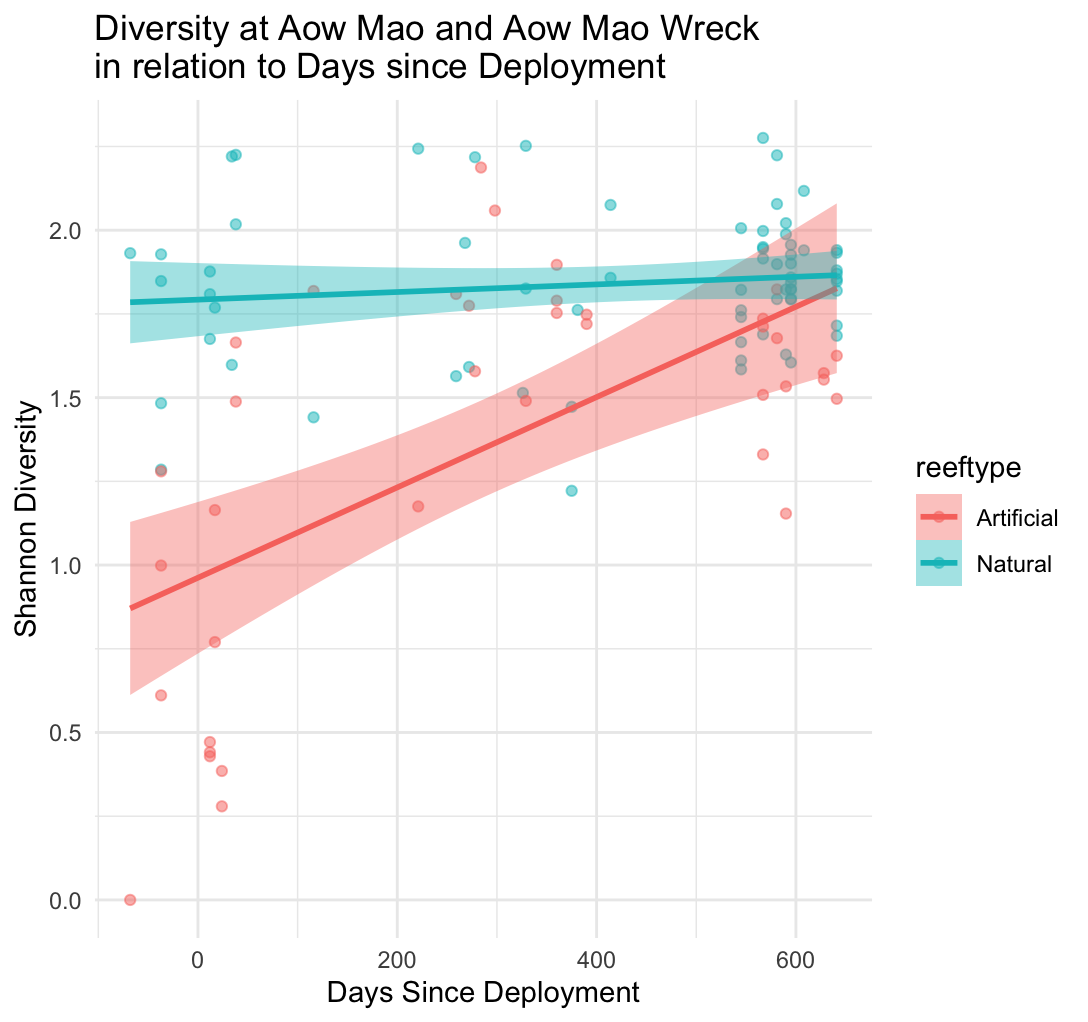 Diversity at Aow Mao and Aow Mao Wreck
in relation to Days since Deployment
2.0
1.5
1.0
0.5
0.0
Shannon Diversity
0 200 400 600
Days Since Deployment
reeftype
Artificial
Natural